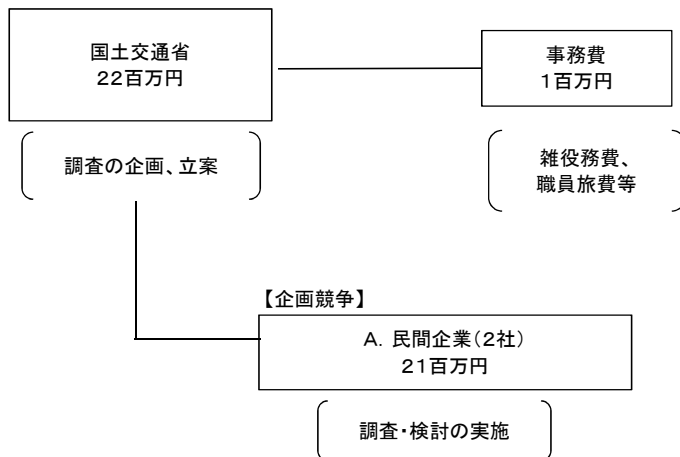 国土交通省
22百万円
事務費
1百万円
調査の企画、立案
雑役務費、
職員旅費等
【企画競争】
A．民間企業(2社)
21百万円
調査・検討の実施